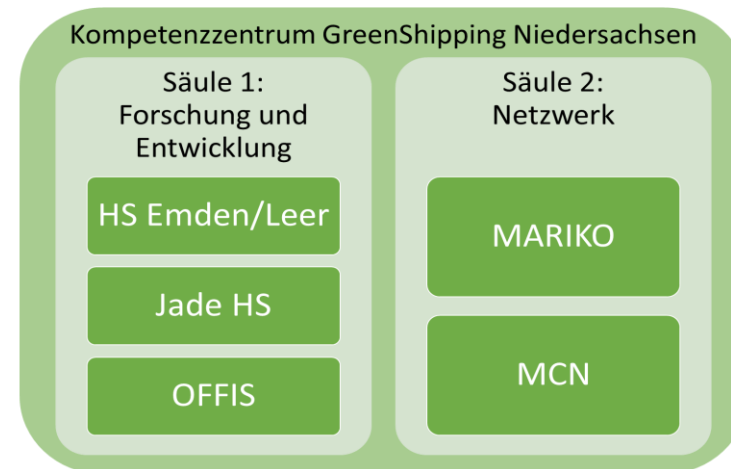 Kompetenzzentrum GreenShipping Niedersachsen
Säule 1:
Forschung und
Entwicklung
HS Emden/Leer
Jade HS
OFFIS
Säule 2:
Netzwerk
MARIKO
MCN